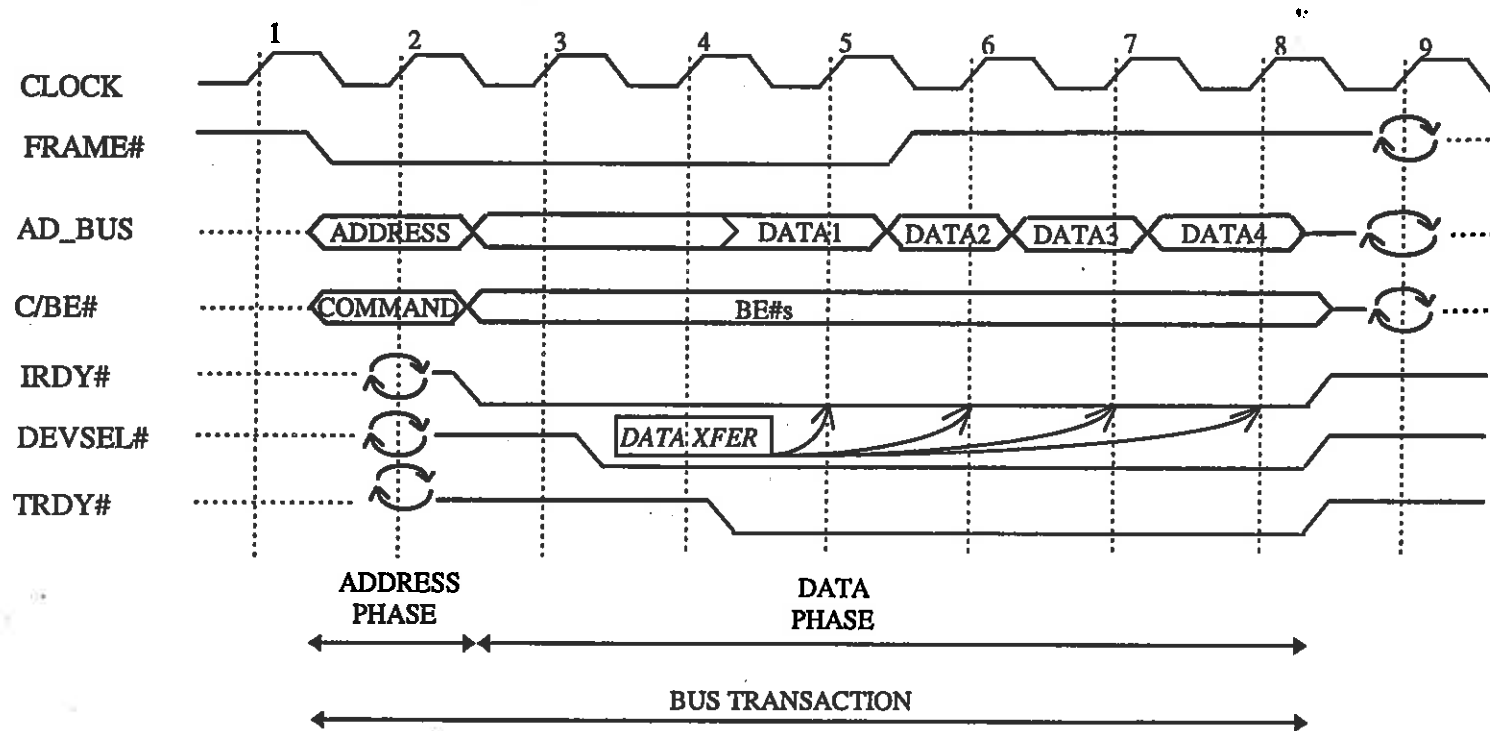 1 2 3 4 5 6 7 8 9
CLOCK
FRAME#
AD_BUS ADDRESS DATA1 DATA2 DATA3 DATA4
C/BE# COMMAND BE#s
IRDY#
DEVSEL# DATA XFER
TRDY#
ADDRESS
PHASE
DATA
PHASE
BUS TRANSACTION